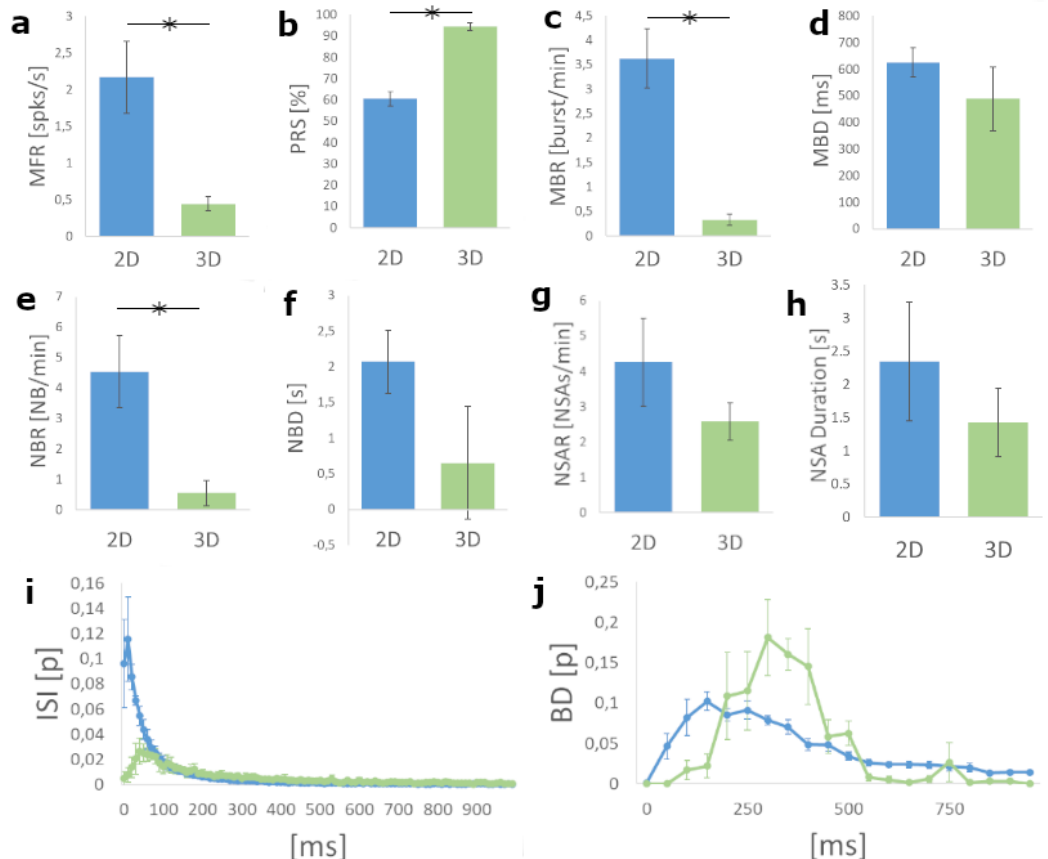 a
MFR [spks/s]
3
2,5
2
1,5
1
0,5
0
*
2D
3D
b
PRS [%]
100
90
80
70
60
50
40
30
20
10
0
*
2D
3D
c
MBR [burst/min]
4,5
4
3,5
3
2,5
2
1,5
1
0,5
0
*
2D
3D
d
MBD [ms]
800
700
600
500
400
300
200
100
0
2D
3D
e
NBR [NB/min]
7
6
5
4
3
2
1
0
*
2D
3D
f
NBD [s]
3
2,5
2
1,5
1
0,5
0
-0,5
2D
3D
g
NSAR [NSAs/min]
6
5
4
3
2
1
0
2D
3D
h
NSA Duration [s]
3.5
3
2.5
2
1.5
1
0.5
0
2D
3D
i
ISI [p]
0,16
0,14
0,12
0,1
0,08
0,06
0,04
0,02
0
0 100 200 300 400 500 600 700 800 900
[ms]
j
BD [p]
0,25
0,2
0,15
0,1
0,05
0
0 250 500 750
[ms]